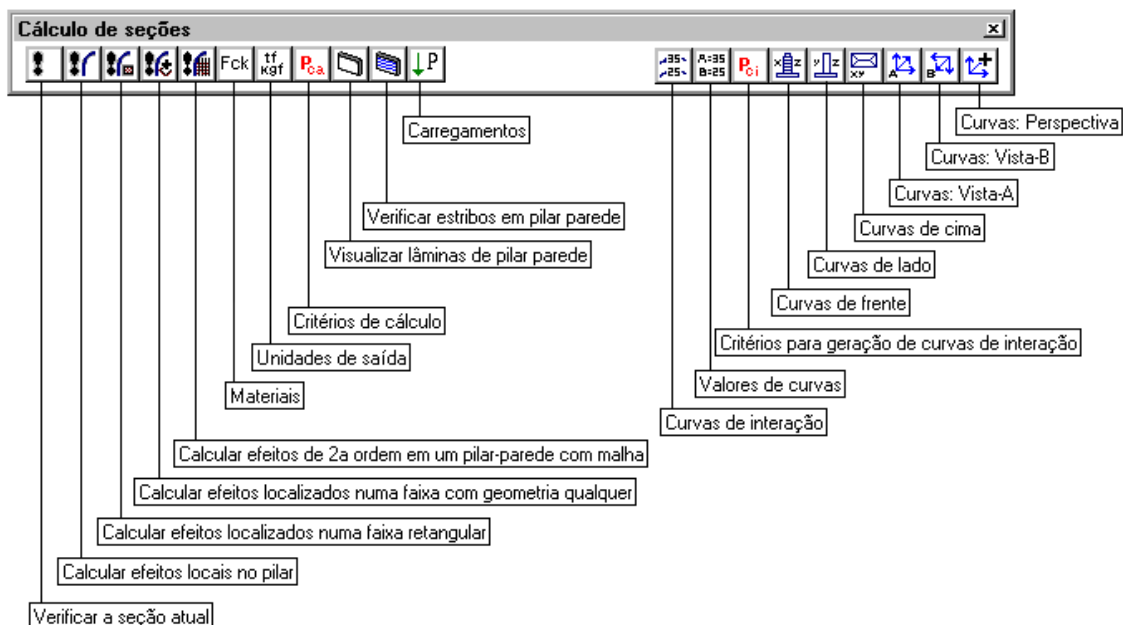 Cálculo de seções
Fck
tf
kgf
Pca
P
35
25
A=35
B=25
Pci
x z
y z
xy
A
B
Carregamentos
Curvas: Perspectiva
Curvas: Vista-B
Curvas: Vista-A
Verificar estribos em pilar parede
Curvas de cima
Visualizar lâminas de pilar parede
Curvas de lado
Curvas de frente
Critérios de cálculo
Critérios para geração de curvas de interação
Unidades de saída
Valores de curvas
Materiais
Curvas de interação
Calcular efeitos de 2a ordem em um pilar-parede com malha
Calcular efeitos localizados numa faixa com geometria qualquer
Calcular efeitos localizados numa faixa retangular
Calcular efeitos locais no pilar
Verificar a seção atual